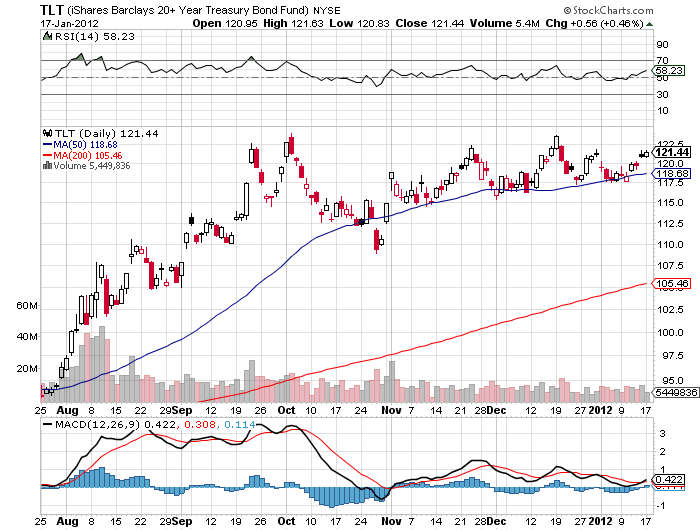 TLT (iShares Barclays 20+ Year Treasury Bond Fund) NYSE © StockCharts.com
17-Jan-2012 Open 120.95 High 121.63 Low 120.83 Close 121.44 Volume 5.4M Chg +0.56 (+0.46%)
RSI(14) 58.23
90
70
58.23
50
30
10
TLT (Daily) 121.44
MA(50) 118.68
MA(200) 105.46
Volume 5,449,836
122.5
121.44
120.0
118.68
117.5
115.0
112.5
110.0
107.5
105.46
102.5
100.0
97.5
95.0
60M
40M
20M
5449836
25 Aug 8 15 22 29 Sep 12 19 26 Oct 10 17 24 Nov 7 14 21 28 Dec 12 19 27 2012 9 17
MACD(12,26,9) 0.422, 0.308, 0.114
3
2
1
0.422
25 Aug 8 15 22 29 Sep 12 19 26 Oct 10 17 24 Nov 7 14 21 28 Dec 12 19 27 2012 9 17